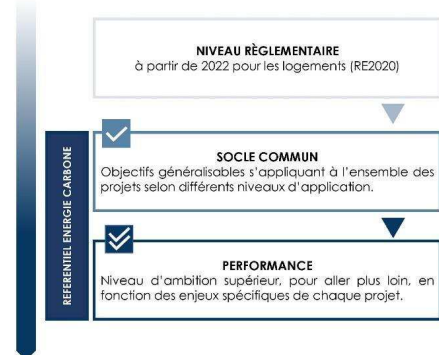 NIVEAU RÈGLEMENTAIRE
à partir de 2022 pour les logements (RE2020)
REFERENTIEL ENERGIE CARBONE
SOCLE COMMUN
Objectifs généralisables s'appliquant à l'ensemble des
projets selon différents niveaux d'application.
PERFORMANCE
Niveau d'ambition supérieur, pour aller plus loin, en
fonction des enjeux spécifiques de chaque projet.